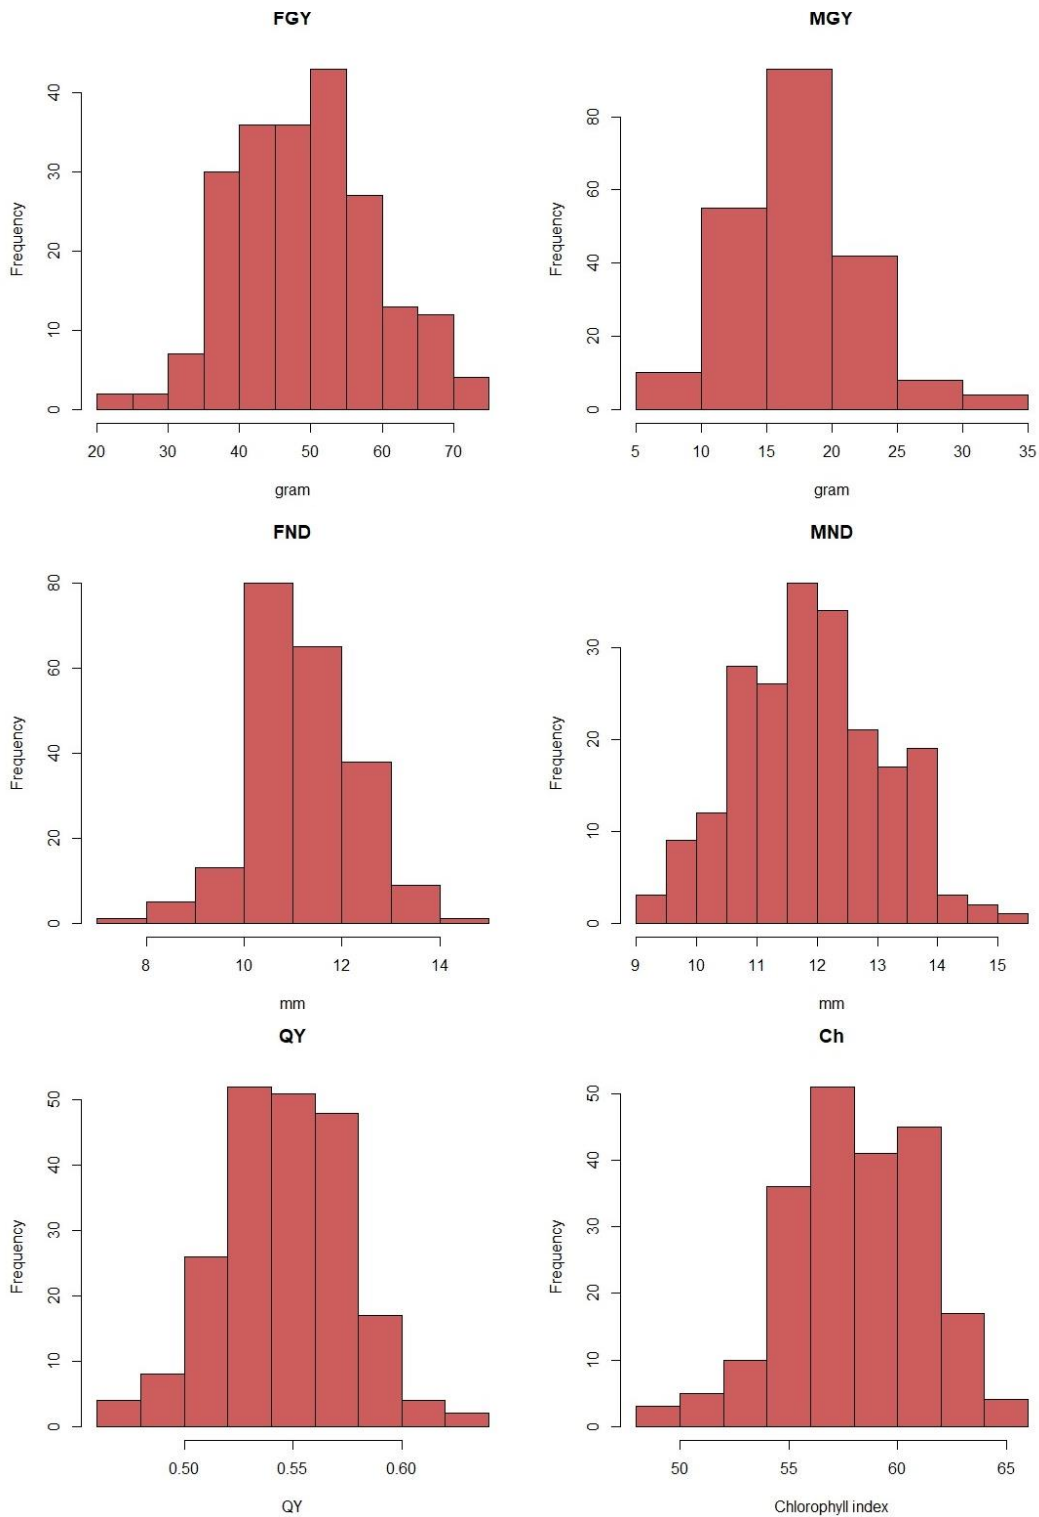 FGY
Frequency
0 10 20 30 40
20 30 40 50 60 70
gram
MGY
Frequency
0 20 40 60 80
5 10 15 20 25 30 35
gram
FND
Frequency
0 20 40 60 80
8 10 12 14
mm
MND
Frequency
0 10 20 30
9 10 11 12 13 14 15
mm
QY
Frequency
0 10 20 30 40 50
0.50 0.55 0.60
QY
Ch
Frequency
0 10 20 30 40 50
50 55 60 65
Chlorophyll index